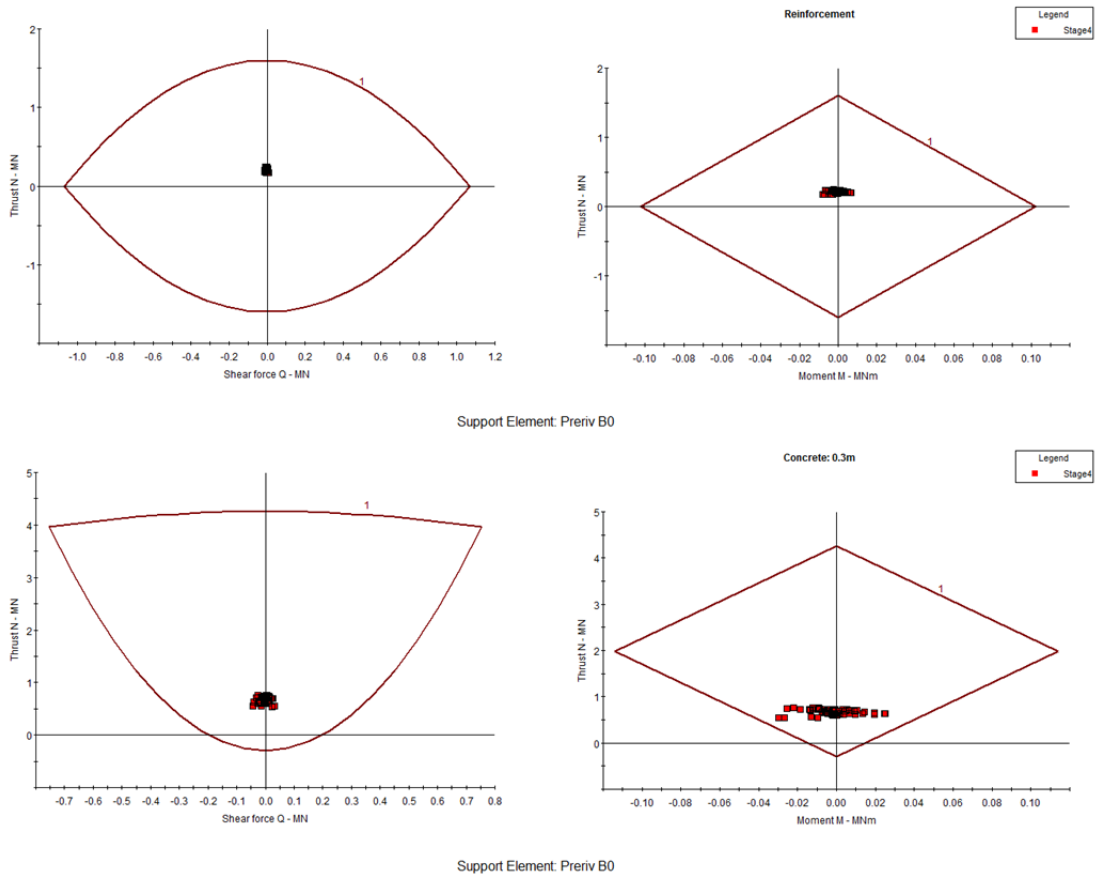 Reinforcement
Legend
Stage4
2
1
0
-1
Thrust N - MN
1
-1.0 -0.8 -0.6 -0.4 -0.2 0.0 0.2 0.4 0.6 0.8 1.0 1.2
Shear force Q - MN
2
1
0
-1
Thrust N - MN
1
-0.10 -0.08 -0.06 -0.04 -0.02 0.00 0.02 0.04 0.06 0.08 0.10
Moment M - MNm
Support Element: Preriv B0
Concrete: 0.3m
Legend
Stage4
5
4
3
2
1
0
Thrust N - MN
1
-0.7 -0.6 -0.5 -0.4 -0.3 -0.2 -0.1 0.0 0.1 0.2 0.3 0.4 0.5 0.6 0.7 0.8
Shear force Q - MN
5
4
3
2
1
0
Thrust N - MN
1
-0.10 -0.08 -0.06 -0.04 -0.02 0.00 0.02 0.04 0.06 0.08 0.10
Moment M - MNm
Support Element: Preriv B0